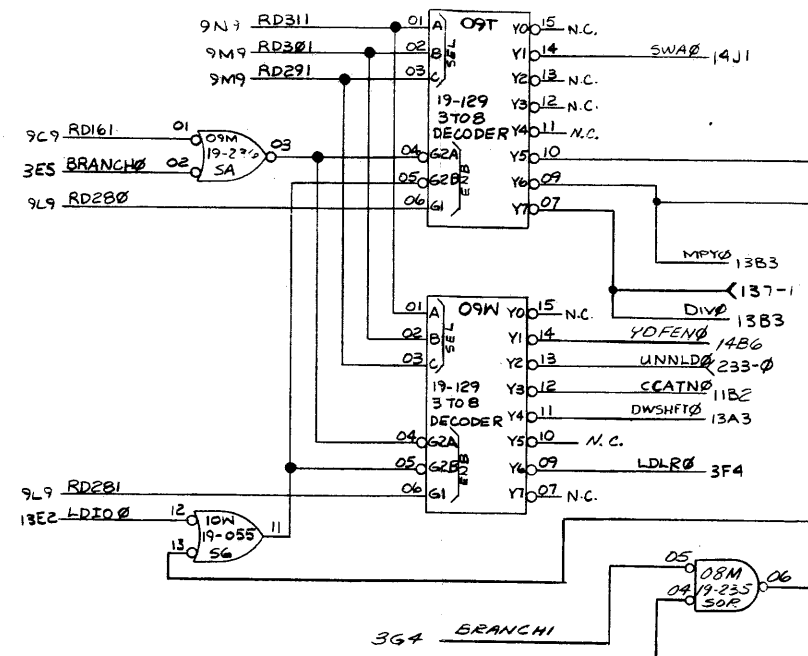 9N9 RD311 01 A 09T Y0 15 N.C.
9M9 RD301 02 B SEL Y1 14 SWA0 14J1
9M9 RD291 03 C Y2 13 N.C.
19-129 Y3 12 N.C.
3 TO 8
DECODER Y4 11 N.C.
9C9 RD161 01 09M 03 04 G2A Y5 10
19-236
3E5 BRANCH0 02 SA 05 G2B ENB Y6 09
9L9 RD280 06 G1 Y7 07
MPY0 13B3
137-1
DIV0 13B3
01 A 09W Y0 15 N.C.
02 B SEL Y1 14 YDFEN0 14B6
03 C Y2 13 UNNLD0 233-0
19-129 Y3 12 CCATN0 11B2
3 TO 8
DECODER Y4 11 DWSHFT0 13A3
04 G2A Y5 10 N.C.
05 G2B ENB Y6 09 LDLR0 3F4
9L9 RD281 06 G1 Y7 07 N.C.
13E2 LDIO0 12 10W 11
19-055
13 SG
05 08M 06
04 19-235
3G4 BRANCH1